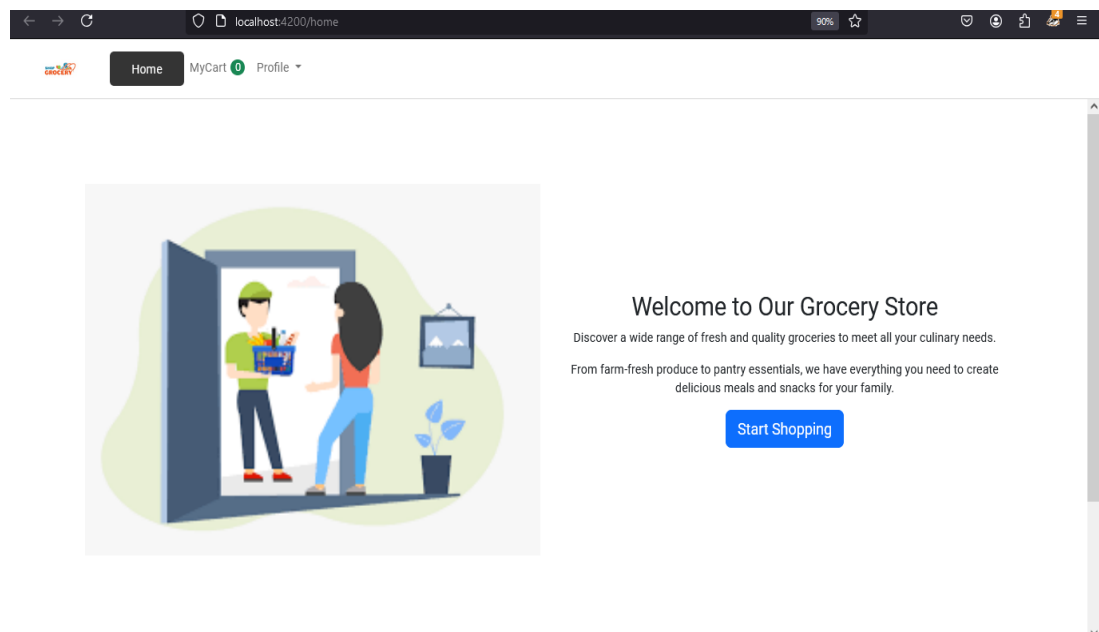 localhost:4200/home
90%
4
GROCERY
Home
MyCart 0
Profile
Welcome to Our Grocery Store
Discover a wide range of fresh and quality groceries to meet all your culinary needs.
From farm-fresh produce to pantry essentials, we have everything you need to create
delicious meals and snacks for your family.
Start Shopping